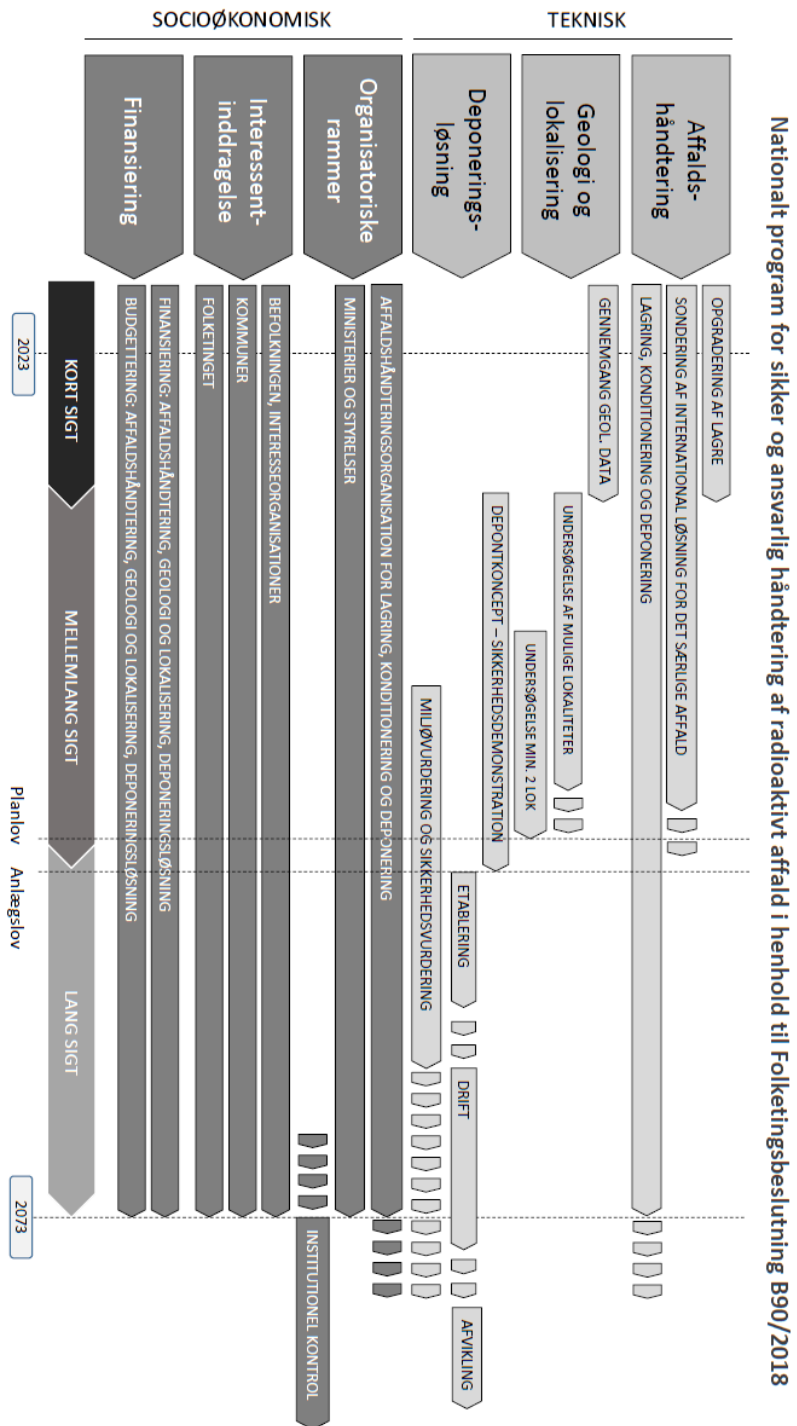 Nationalt program for sikker og ansvarlig håndtering af radioaktivt affald i henhold til Folketingsbeslutning B90/2018
TEKNISK
Affalds-
håndtering
OPGRADERING AF LAGRE
SONDERING AF INTERNATIONAL LØSNING FOR DET SÆRLIGE AFFALD
LAGRING, KONDITIONERING OG DEPONERING
Geologi og
lokalisering
GENNEMGANG GEOL. DATA
UNDERSØGELSE AF MULIGE LOKALITETER
UNDERSØGELSE MIN. 2 LOK
Deponerings-
løsning
DEPONTKONCEPT – SIKKERHEDSDEMONSTRATION
ETABLERING
DRIFT
AFVIKLING
MILJØVURDERING OG SIKKERHEDSVURDERING
SOCIOØKONOMISK
Organisatoriske
rammer
AFFALDSHÅNDTERINGSORGANISATION FOR LAGRING, KONDITIONERING OG DEPONERING
MINISTERIER OG STYRELSER
INSTITUTIONEL KONTROL
Interessent-
inddragelse
BEFOLKNINGEN, INTERESSEORGANISATIONER
KOMMUNER
FOLKETINGET
Finansiering
FINANSIERING: AFFALDSHÅNDTERING, GEOLOGI OG LOKALISERING, DEPONERINGSLØSNING
BUDGETTERING: AFFALDSHÅNDTERING, GEOLOGI OG LOKALISERING, DEPONERINGSLØSNING
KORT SIGT
MELLEMLANG SIGT
LANG SIGT
2023
Planlov
Anlægslov
2073